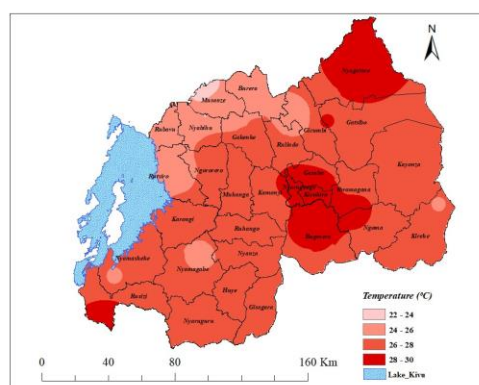 N
Nyagatare
Burera
Musanze
Gatsibo
Rubavu
Nyabihu
Gakenke
Gicumbi
Rulindo
Kayonza
Rutsiro
Ngororero
Gasabo
Muhanga
Kamonyi
Rwamagana
Karongi
Bugesera
Ngoma
Kirehe
Ruhango
Nyamasheke
Nyamagabe
Nyanza
Rusizi
Huye
Gisagara
Nyaruguru
Temperature (°C)
22 - 24
24 - 26
26 - 28
28 - 30
Lake_Kivu
0 40 80 160 Km